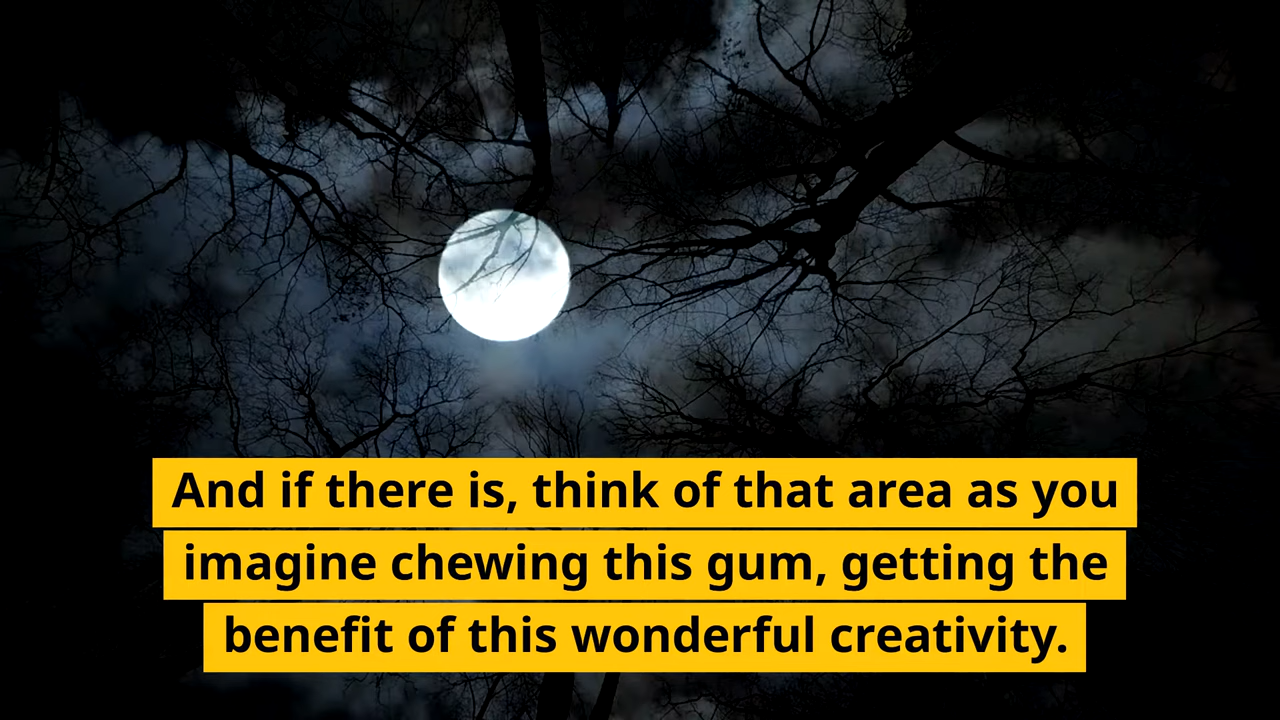 And if there is, think of that area as you
imagine chewing this gum, getting the
benefit of this wonderful creativity.